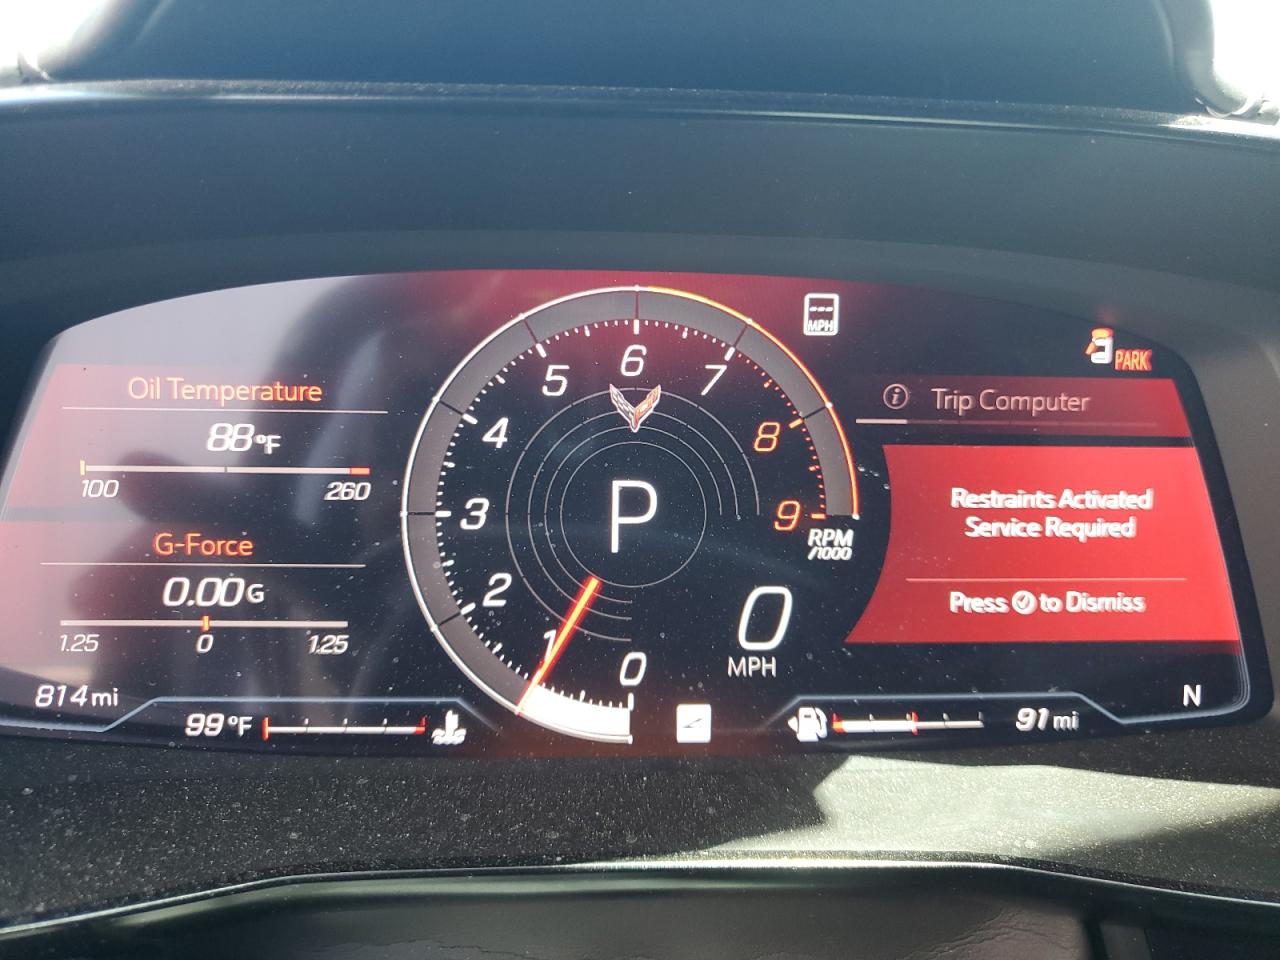 --- MPH
PARK
Oil Temperature
88°F
100 260
G-Force
0.00G
1.25 0 1.25
814mi
99°F
0 1 2 3 4 5 6 7 8 9
RPM
/1000
P
0
MPH
Trip Computer
Restraints Activated
Service Required
Press to Dismiss
91mi
N